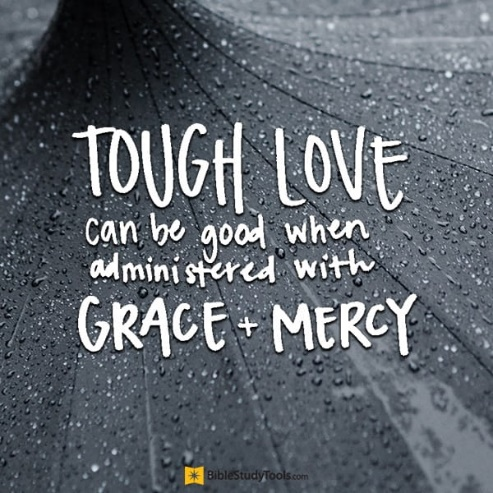 TOUGH LOVE
can be good when
administered with
GRACE + MERCY
BibleStudyTools.com